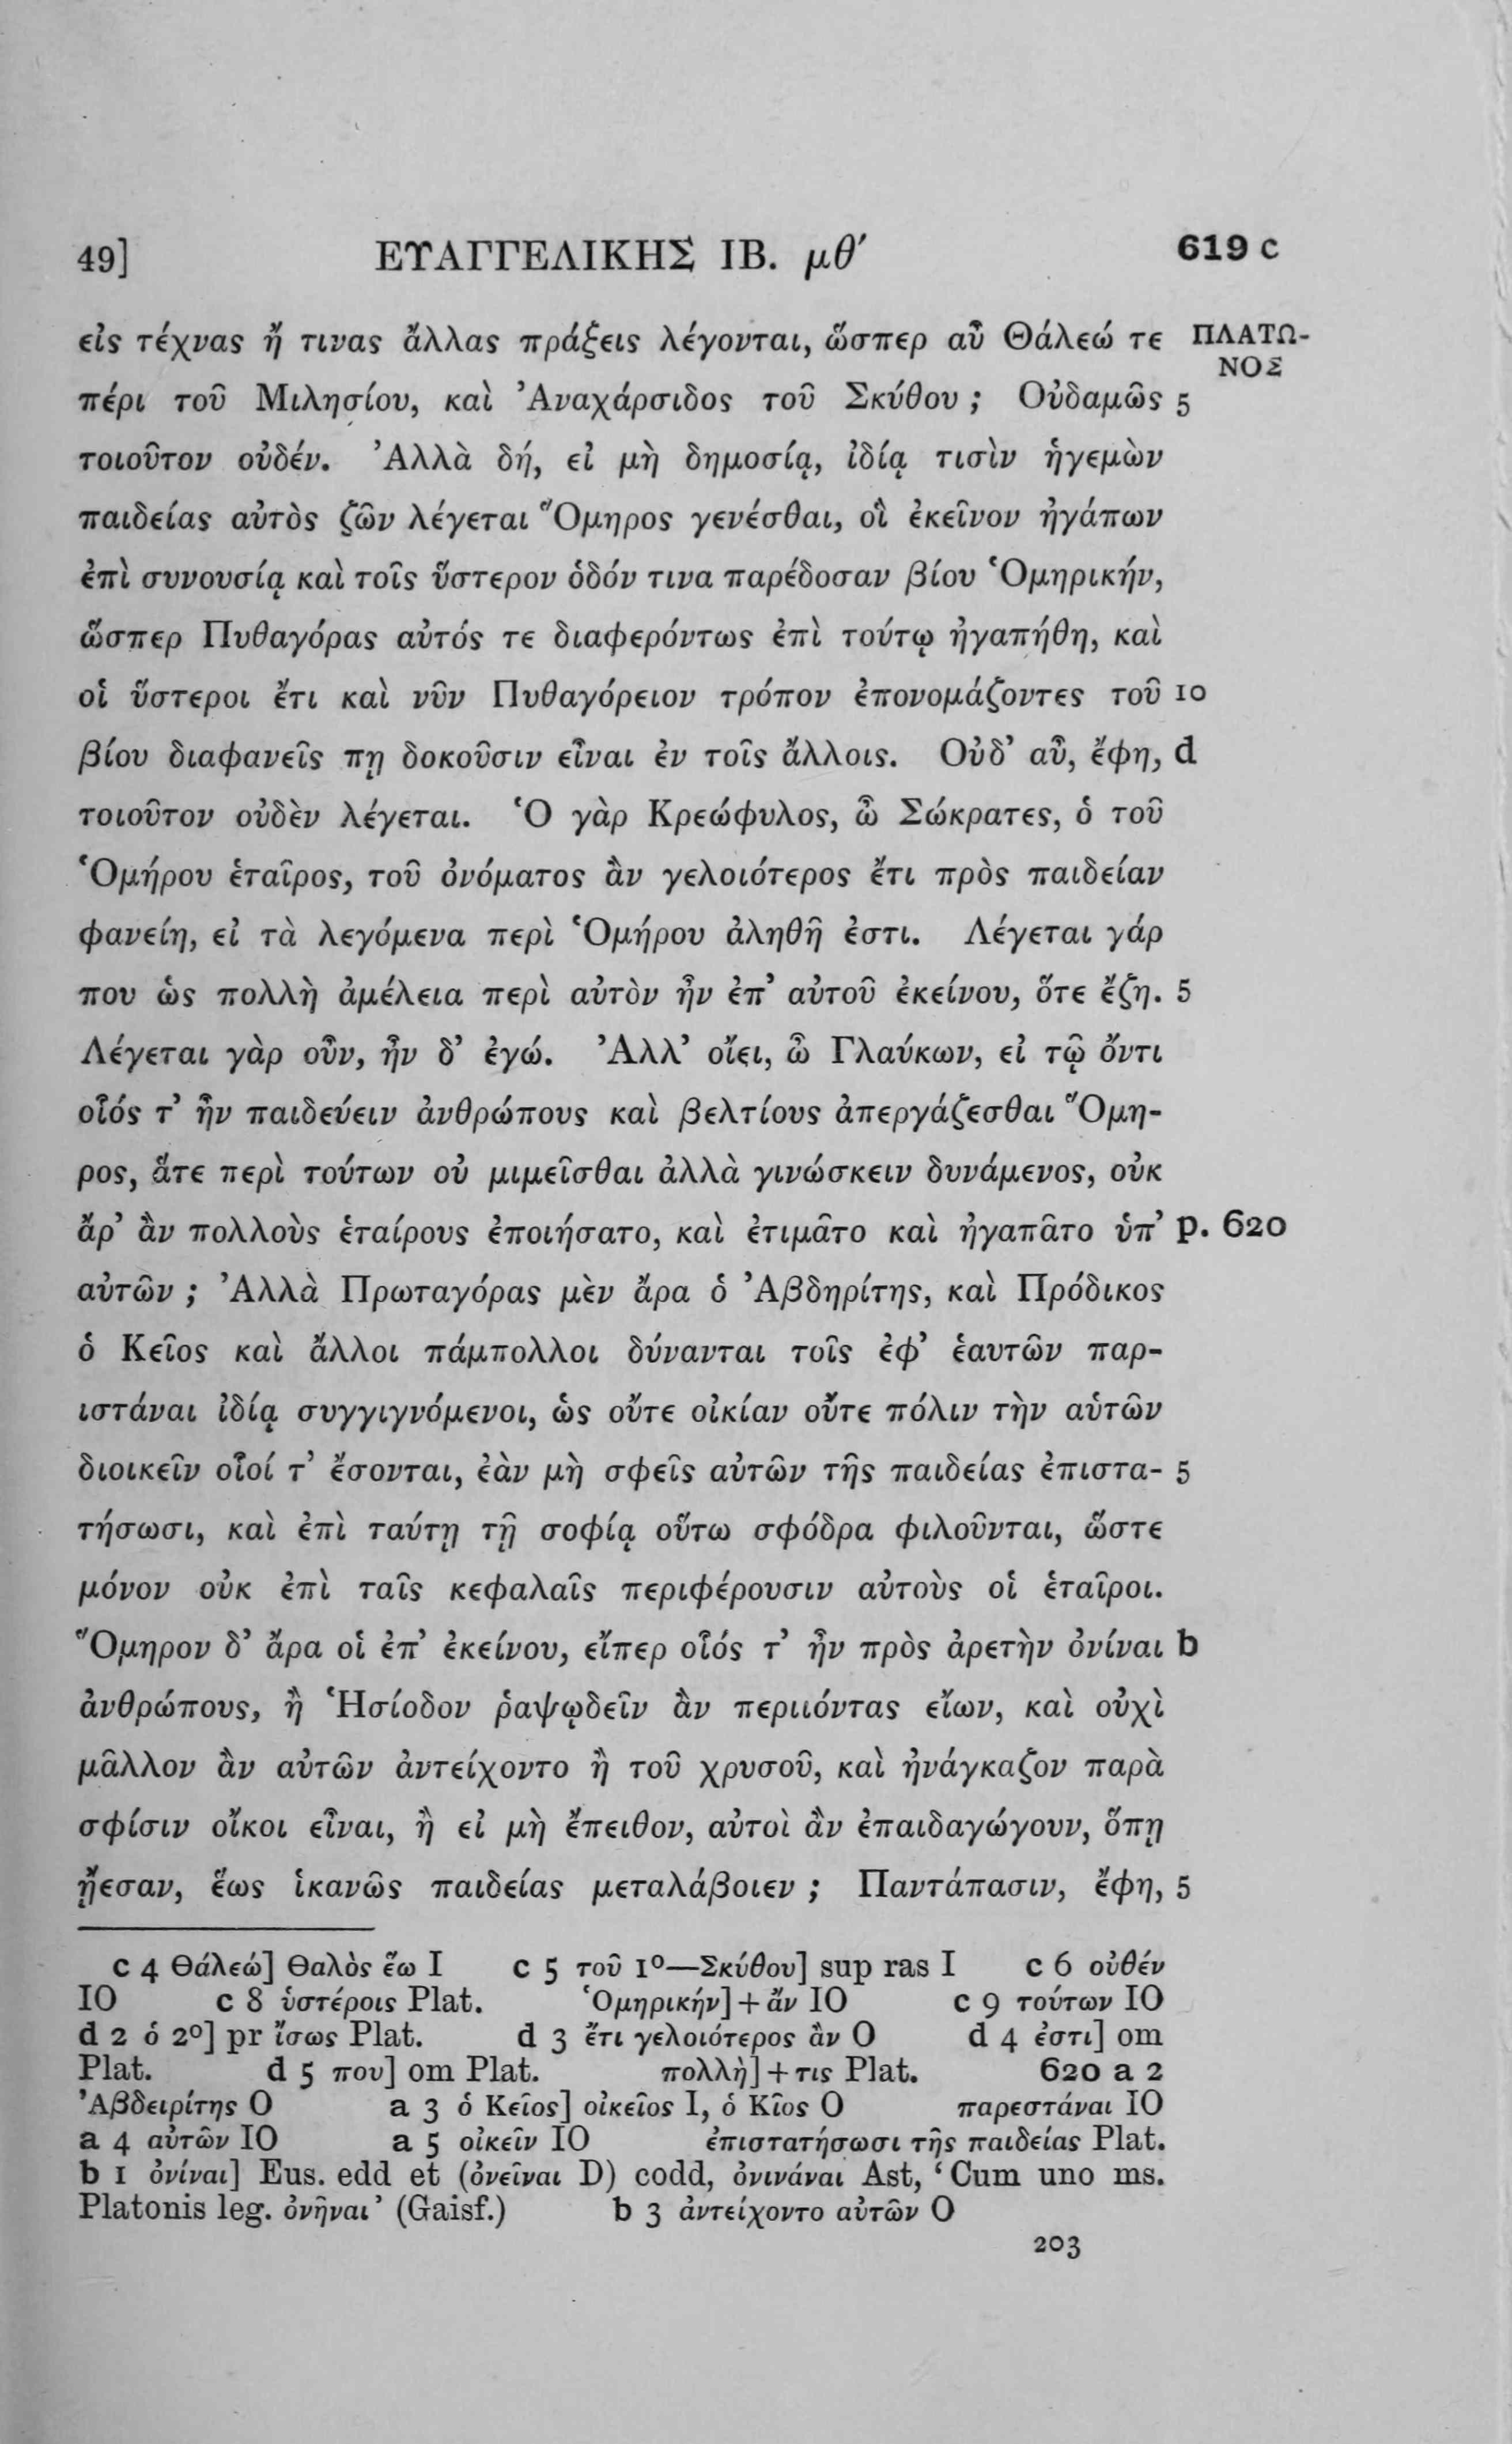 49] ΕΥΑΓΓΕΛΙΚΗΣ ΙΒ. μθ′ 619 c
εἰς τέχνας ἤ τινας ἄλλας πράξεις λέγονται, ὥσπερ αὖ Θάλεώ τε ΠΛΑΤΩ-
ΝΟΣ
πέρι τοῦ Μιλησίου, καὶ Ἀναχάρσιδος τοῦ Σκύθου ; Οὐδαμῶς 5
τοιοῦτον οὐδέν. Ἀλλὰ δή, εἰ μὴ δημοσίᾳ, ἰδίᾳ τισὶν ἡγεμὼν
παιδείας αὐτὸς ζῶν λέγεται Ὅμηρος γενέσθαι, οἳ ἐκεῖνον ἠγάπων
ἐπὶ συνουσίᾳ καὶ τοῖς ὕστερον ὁδόν τινα παρέδοσαν βίου Ὁμηρικήν,
ὥσπερ Πυθαγόρας αὐτός τε διαφερόντως ἐπὶ τούτῳ ἠγαπήθη, καὶ
οἱ ὕστεροι ἔτι καὶ νῦν Πυθαγόρειον τρόπον ἐπονομάζοντες τοῦ 10
βίου διαφανεῖς πῃ δοκοῦσιν εἶναι ἐν τοῖς ἄλλοις. Οὐδ’ αὖ, ἔφη, d
τοιοῦτον οὐδὲν λέγεται. Ὁ γὰρ Κρεώφυλος, ὦ Σώκρατες, ὁ τοῦ
Ὁμήρου ἑταῖρος, τοῦ ὀνόματος ἂν γελοιότερος ἔτι πρὸς παιδείαν
φανείη, εἰ τὰ λεγόμενα περὶ Ὁμήρου ἀληθῆ ἐστι. Λέγεται γάρ
που ὡς πολλὴ ἀμέλεια περὶ αὐτὸν ἦν ἐπ’ αὐτοῦ ἐκείνου, ὅτε ἔζη. 5
Λέγεται γὰρ οὖν, ἦν δ’ ἐγώ. Ἀλλ’ οἴει, ὦ Γλαύκων, εἰ τῷ ὄντι
οἷός τ’ ἦν παιδεύειν ἀνθρώπους καὶ βελτίους ἀπεργάζεσθαι Ὅμη-
ρος, ἅτε περὶ τούτων οὐ μιμεῖσθαι ἀλλὰ γινώσκειν δυνάμενος, οὐκ
ἄρ’ ἂν πολλοὺς ἑταίρους ἐποιήσατο, καὶ ἐτιμᾶτο καὶ ἠγαπᾶτο ὑπ’ p. 620
αὐτῶν ; Ἀλλὰ Πρωταγόρας μὲν ἄρα ὁ Ἀβδηρίτης, καὶ Πρόδικος
ὁ Κεῖος καὶ ἄλλοι πάμπολλοι δύνανται τοῖς ἐφ’ ἑαυτῶν παρ-
ιστάναι ἰδίᾳ συγγιγνόμενοι, ὡς οὔτε οἰκίαν οὔτε πόλιν τὴν αὑτῶν
διοικεῖν οἷοί τ’ ἔσονται, ἐὰν μὴ σφεῖς αὐτῶν τῆς παιδείας ἐπιστα- 5
τήσωσι, καὶ ἐπὶ ταύτῃ τῇ σοφίᾳ οὕτω σφόδρα φιλοῦνται, ὥστε
μόνον οὐκ ἐπὶ ταῖς κεφαλαῖς περιφέρουσιν αὐτοὺς οἱ ἑταῖροι.
Ὅμηρον δ’ ἄρα οἱ ἐπ’ ἐκείνου, εἴπερ οἷός τ’ ἦν πρὸς ἀρετὴν ὀνίναι b
ἀνθρώπους, ἢ Ἡσίοδον ῥαψῳδεῖν ἂν περιιόντας εἴων, καὶ οὐχὶ
μᾶλλον ἂν αὐτῶν ἀντείχοντο ἢ τοῦ χρυσοῦ, καὶ ἠνάγκαζον παρὰ
σφίσιν οἴκοι εἶναι, ἢ εἰ μὴ ἔπειθον, αὐτοὶ ἂν ἐπαιδαγώγουν, ὅπῃ
ᾔεσαν, ἕως ἱκανῶς παιδείας μεταλάβοιεν ; Παντάπασιν, ἔφη, 5
c 4 Θάλεώ] Θαλὸς ἕω I c 5 τοῦ 1º—Σκύθου] sup ras I c 6 οὐθέν
IO c 8 ὑστέροις Plat. Ὁμηρικήν]+ἄν IO c 9 τούτων IO
d 2 ὁ 2º] pr ἴσως Plat. d 3 ἔτι γελοιότερος ἂν O d 4 ἐστι] om
Plat. d 5 που] om Plat. πολλὴ]+τις Plat. 620 a 2
Ἀβδειρίτης O a 3 ὁ Κεῖος] οἰκεῖος I, ὁ Κῖος O παρεστάναι IO
a 4 αὐτῶν IO a 5 οἰκεῖν IO ἐπιστατήσωσι τῆς παιδείας Plat.
b 1 ὀνίναι] Eus. edd et (ὀνεῖναι D) codd, ὀνινάναι Ast, ‘Cum uno ms.
Platonis leg. ὀνῆναι’ (Gaisf.) b 3 ἀντείχοντο αὐτῶν O
203